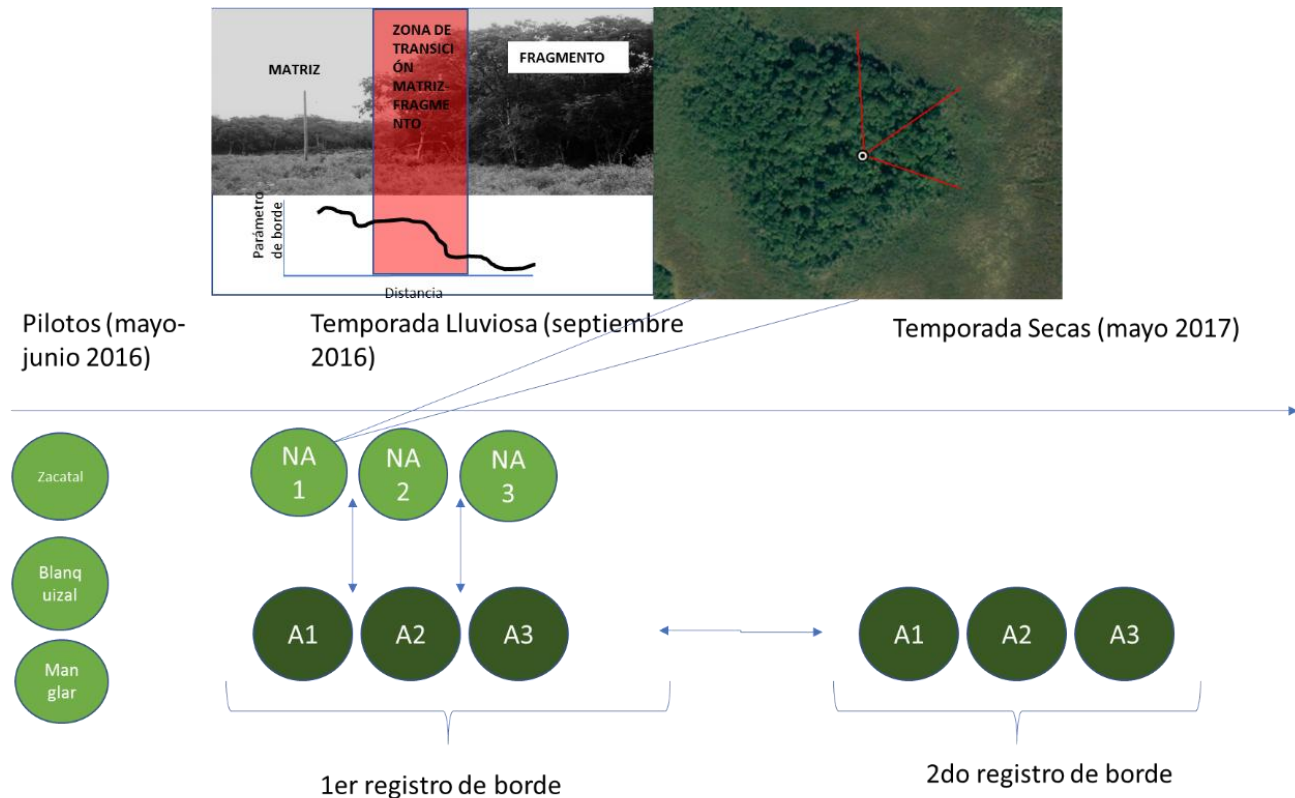 MATRIZ
ZONA DE
TRANSICI
ÓN
MATRIZ-
FRAGME
NTO
FRAGMENTO
Parámetro
de borde
Distancia
Pilotos (mayo-
junio 2016)
Temporada Lluviosa (septiembre
2016)
Temporada Secas (mayo 2017)
Zacatal
NA
1
NA
2
NA
3
Blanq
uizal
A1
A2
A3
A1
A2
A3
Man
glar
1er registro de borde
2do registro de borde